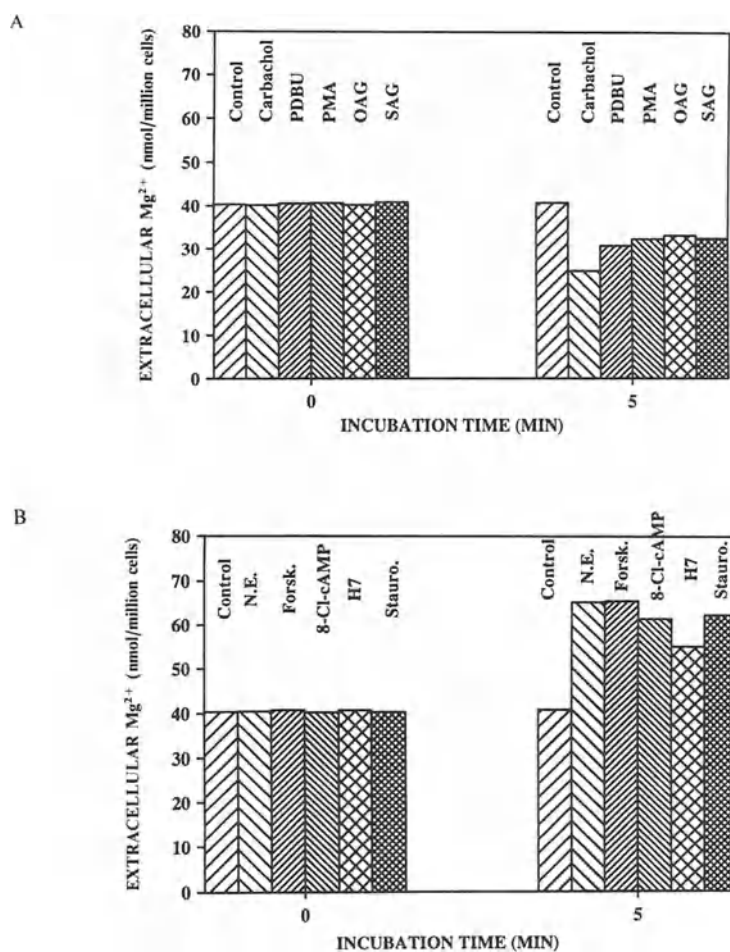 A
EXTRACELLULAR Mg²⁺ (nmol/million cells)
80
70
60
50
40
30
20
10
0
Control
Carbachol
PDBU
PMA
OAG
SAG
Control
Carbachol
PDBU
PMA
OAG
SAG
0
5
INCUBATION TIME (MIN)
B
EXTRACELLULAR Mg²⁺ (nmol/million cells)
80
70
60
50
40
30
20
10
0
Control
N.E.
Forsk.
8-Cl-cAMP
H7
Stauro.
Control
N.E.
Forsk.
8-Cl-cAMP
H7
Stauro.
0
5
INCUBATION TIME (MIN)